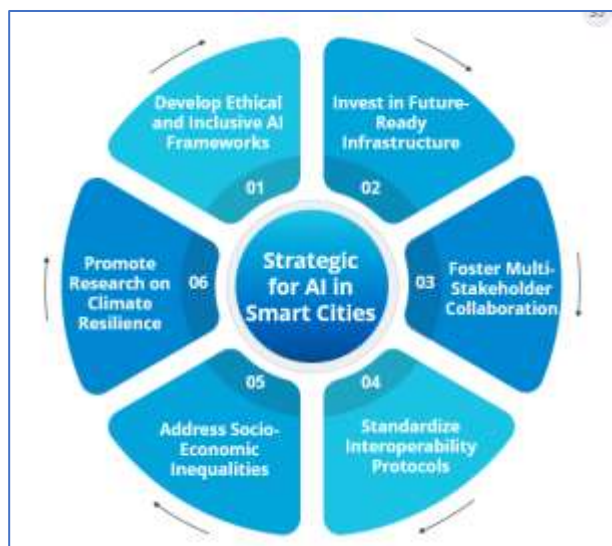 Develop Ethical
and Inclusive AI
Frameworks
01
Invest in Future-
Ready
Infrastructure
02
Foster Multi-
Stakeholder
Collaboration
03
Standardize
Interoperability
Protocols
04
Address Socio-
Economic
Inequalities
05
Promote
Research on
Climate
Resilience
06
Strategic
for AI in
Smart Cities